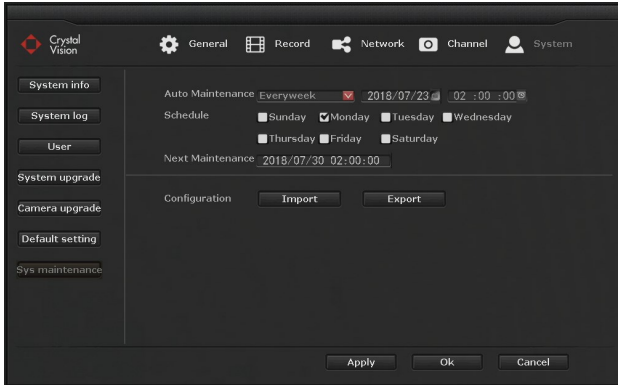 Crystal
Vision
General
Record
Network
Channel
System
System info
System log
User
System upgrade
Camera upgrade
Default setting
Sys maintenance
Auto Maintenance Everyweek 2018/07/23 02 :00 :00
Schedule Sunday Monday Tuesday Wednesday
Thursday Friday Saturday
Next Maintenance 2018/07/30 02:00:00
Configuration Import Export
Apply Ok Cancel